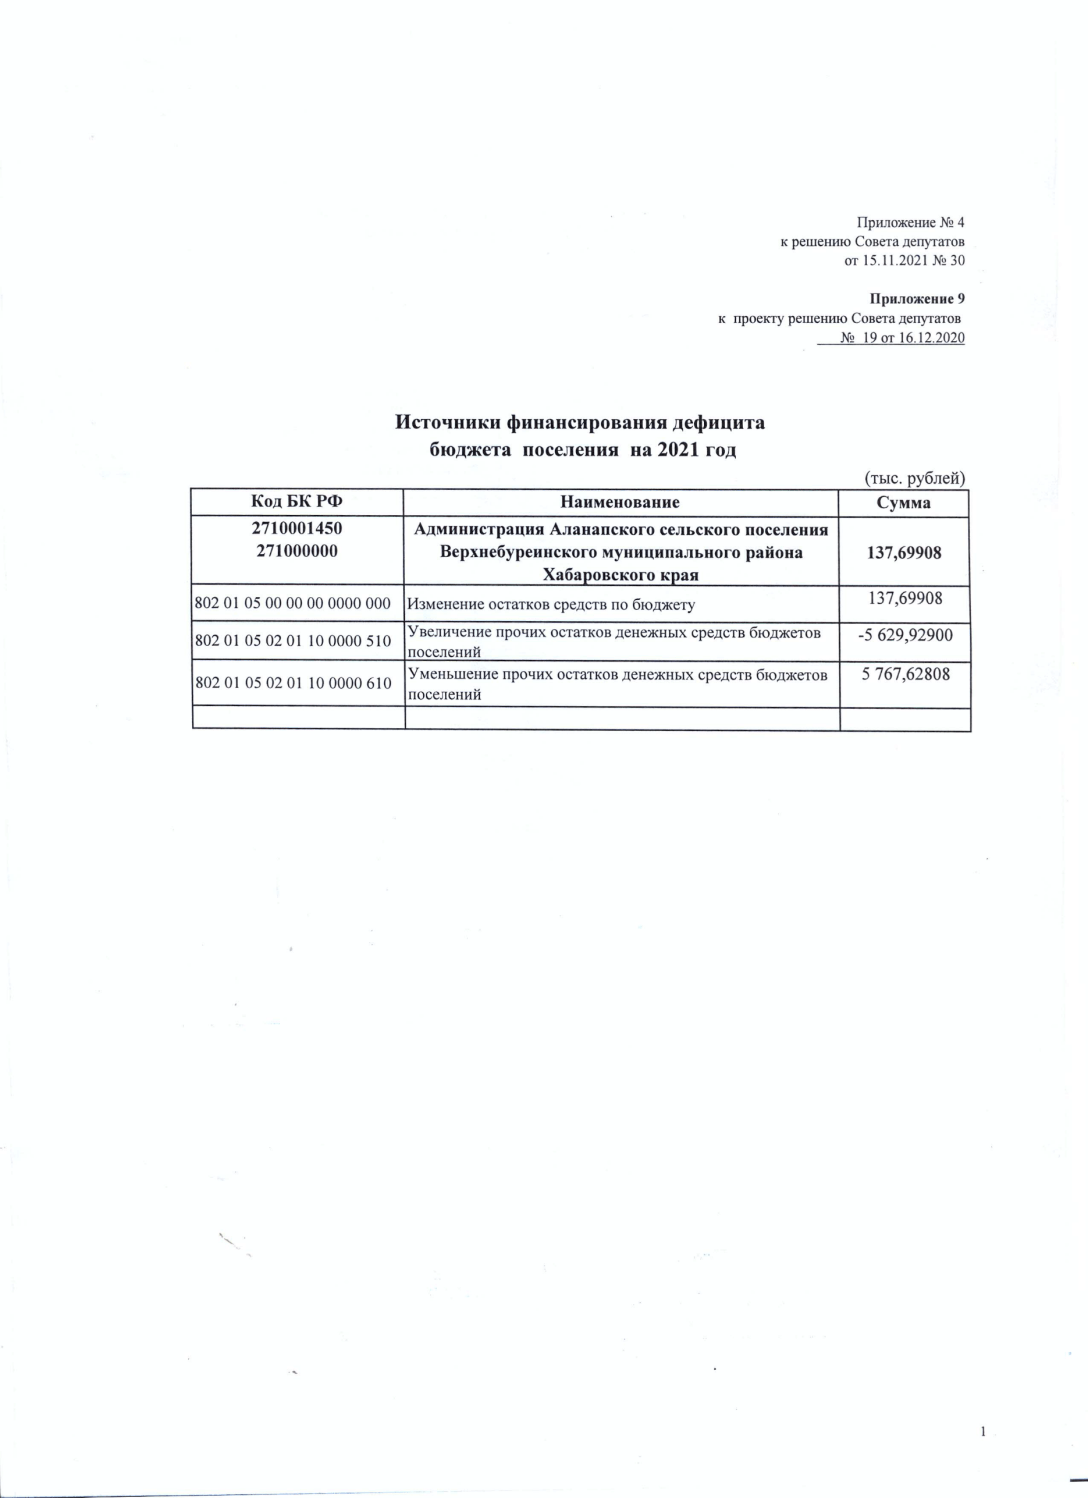 Приложение № 4
к решению Совета депутатов
от 15.11.2021 № 30
Приложение 9
к проекту решению Совета депутатов
№ 19 от 16.12.2020
Источники финансирования дефицита
бюджета поселения на 2021 год
(тыс. рублей)
Код БК РФ Наименование Сумма
2710001450
271000000
Администрация Аланапского сельского поселения
Верхнебуреинского муниципального района
Хабаровского края
137,69908
802 01 05 00 00 00 0000 000 Изменение остатков средств по бюджету 137,69908
802 01 05 02 01 10 0000 510
Увеличение прочих остатков денежных средств бюджетов
поселений
-5 629,92900
802 01 05 02 01 10 0000 610
Уменьшение прочих остатков денежных средств бюджетов
поселений
5 767,62808
1